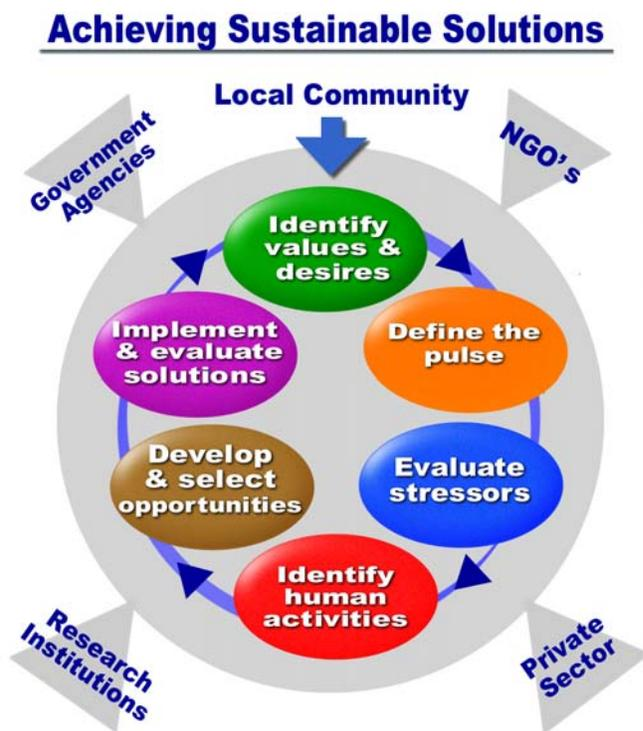 Achieving Sustainable Solutions
Local Community
Government
Agencies
NGO's
Identify
values &
desires
Define the
pulse
Evaluate
stressors
Identify
human
activities
Develop
& select
opportunities
Implement
& evaluate
solutions
Research
Institutions
Private
Sector